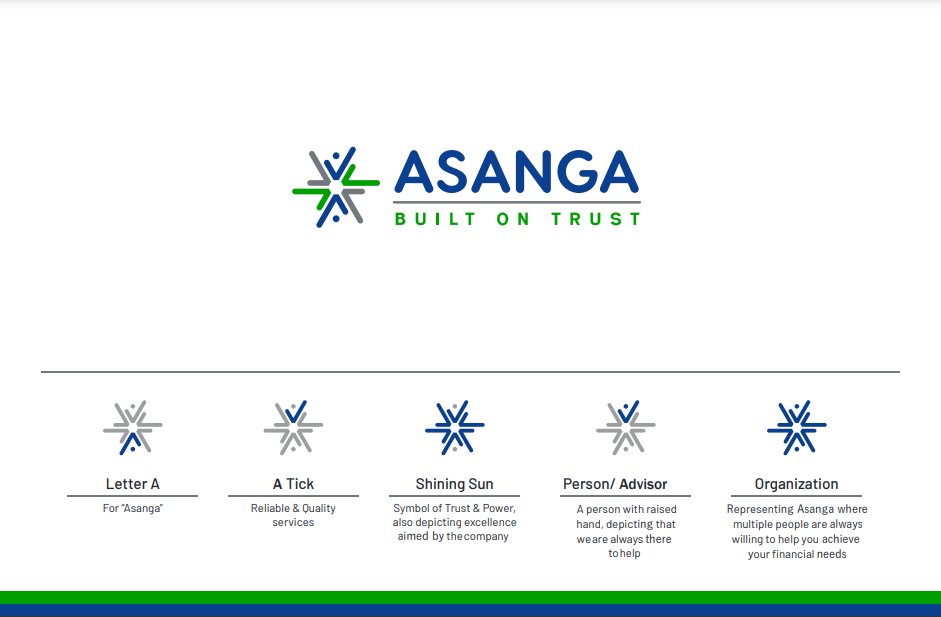 ASANGA
BUILT ON TRUST
Letter A
For “Asanga”
A Tick
Reliable & Quality
services
Shining Sun
Symbol of Trust & Power,
also depicting excellence
aimed by the company
Person/ Advisor
A person with raised
hand, depicting that
we are always there
to help
Organization
Representing Asanga where
multiple people are always
willing to help you achieve
your financial needs